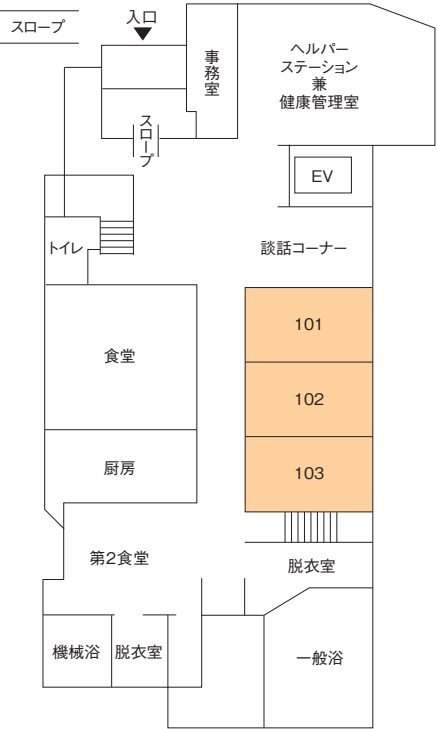 スロープ
入口
事務室
ヘルパー
ステーション
兼
健康管理室
スロープ
EV
トイレ
談話コーナー
101
食堂
102
厨房
103
第2食堂
脱衣室
機械浴
脱衣室
一般浴